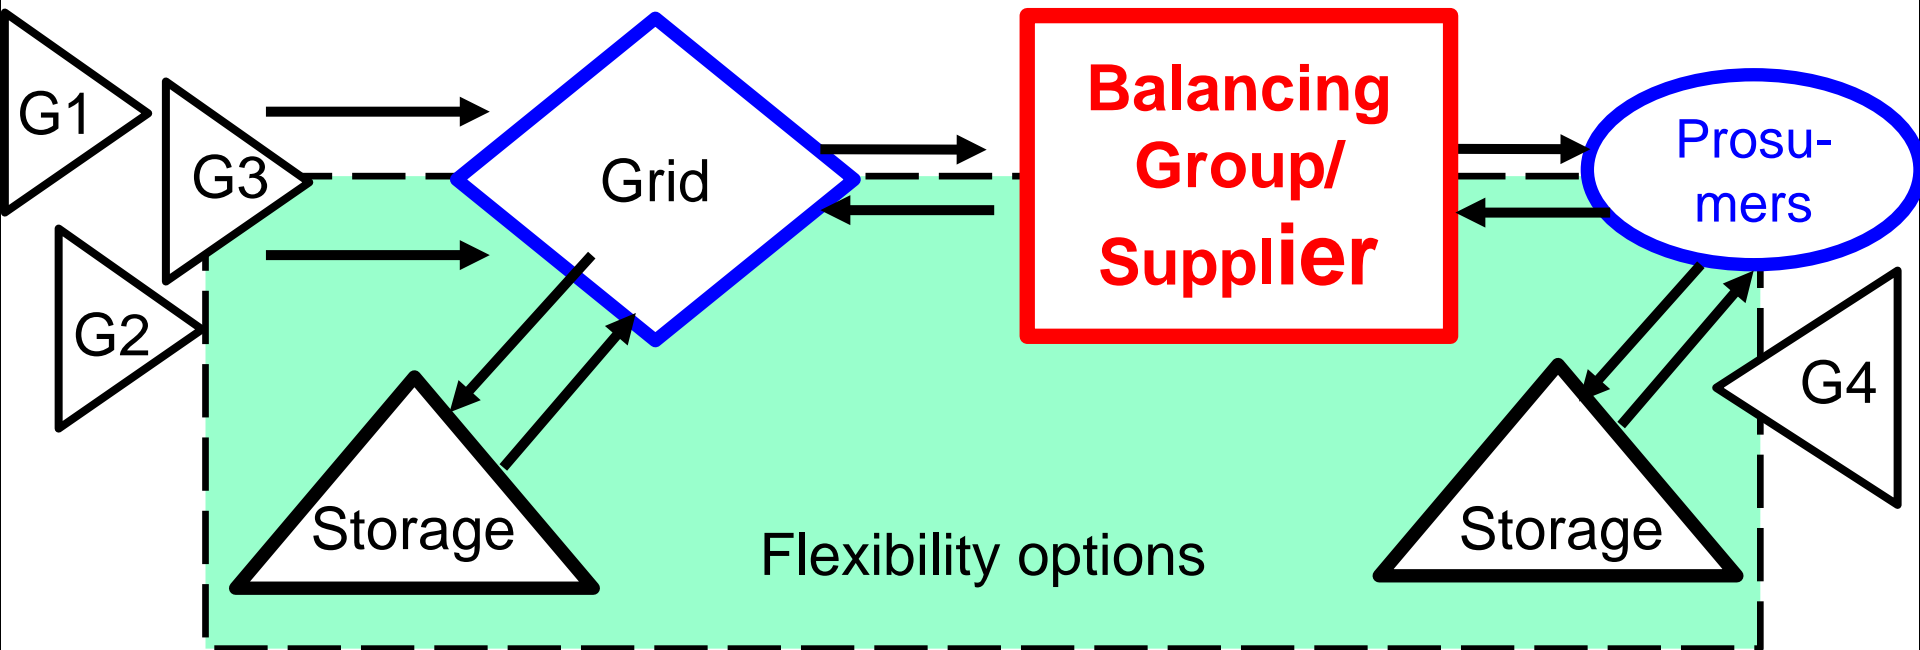 G1
G3
G2
Grid
Balancing
Group/
Supplier
Prosu-
mers
G4
Storage
Storage
Flexibility options